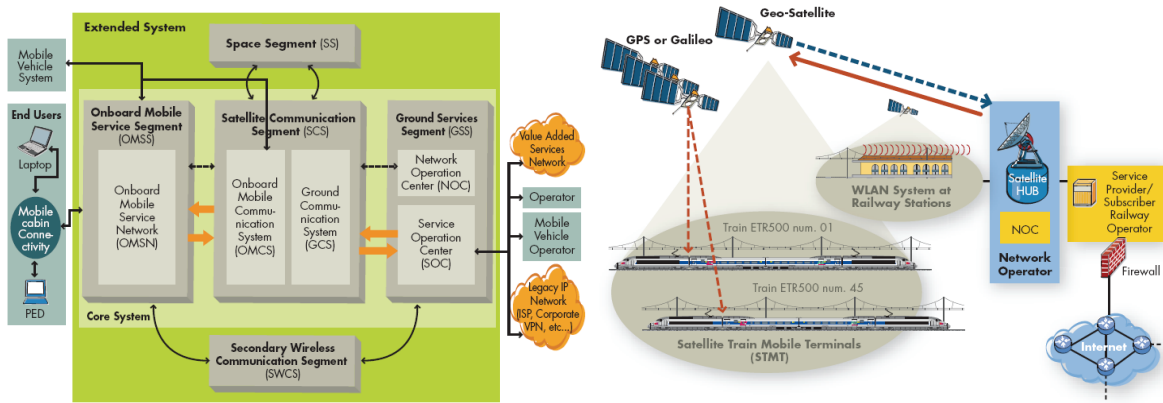 Extended System
Space Segment (SS)
Mobile
Vehicle
System
End Users
Laptop
Mobile
cabin
Conne-
ctivity
PED
Onboard Mobile
Service Segment
(OMSS)
Onboard
Mobile
Service
Network
(OMSN)
Satellite Communication
Segment (SCS)
Onboard
Mobile
Commu-
nication
System
(OMCS)
Ground
Commu-
nication
System
(GCS)
Ground Services
Segment (GSS)
Network
Operation
Center (NOC)
Service
Operation
Center
(SOC)
Core System
Secondary Wireless
Communication Segment
(SWCS)
Value Added
Services
Network
Operator
Mobile
Vehicle
Operator
Legacy IP
Network
(ISP, Corporate
VPN, etc...)
Geo-Satellite
GPS or Galileo
WLAN System at
Railway Stations
Train ETR500 num. 01
Train ETR500 num. 45
Satellite Train Mobile Terminals
(STMT)
Satellite
HUB
NOC
Network
Operator
Service
Provider/
Subscriber
Railway
Operator
Firewall
Internet